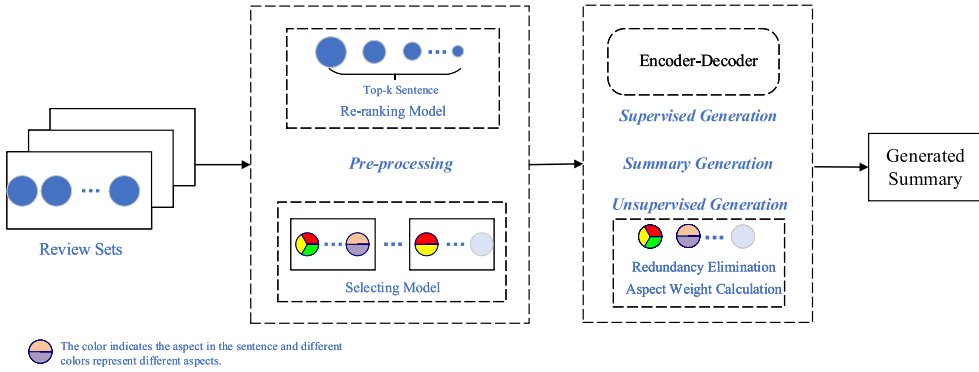 Review Sets
Top-k Sentence
Re-ranking Model
Pre-processing
Selecting Model
Encoder-Decoder
Supervised Generation
Summary Generation
Unsupervised Generation
Redundancy Elimination
Aspect Weight Calculation
Generated
Summary
The color indicates the aspect in the sentence and different
colors represent different aspects.